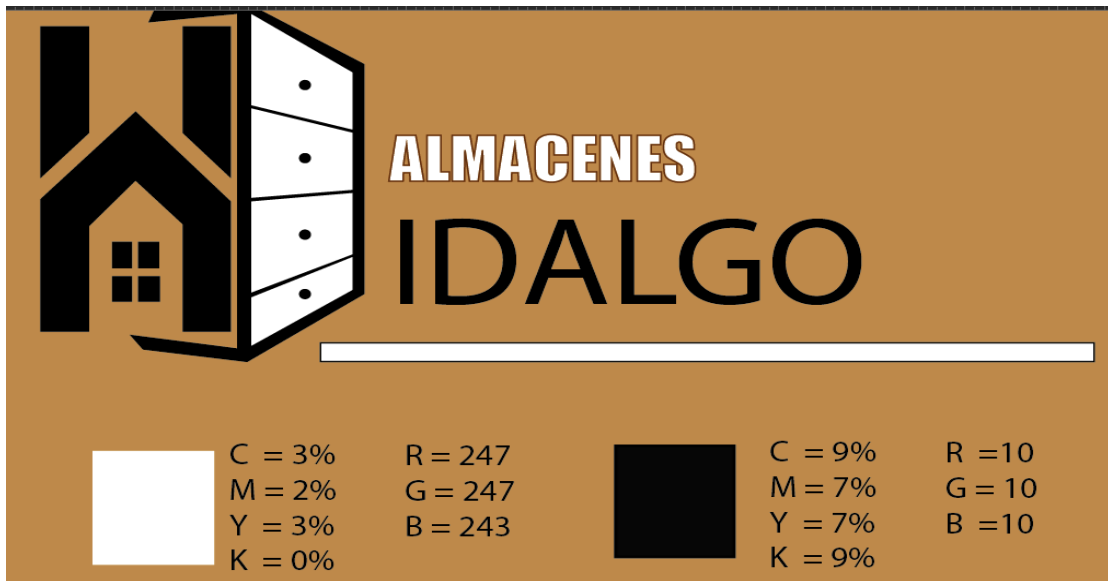 ALMACENES
IDALGO
C = 3%
M = 2%
Y = 3%
K = 0%
R = 247
G = 247
B = 243
C = 9%
M = 7%
Y = 7%
K = 9%
R =10
G = 10
B =10